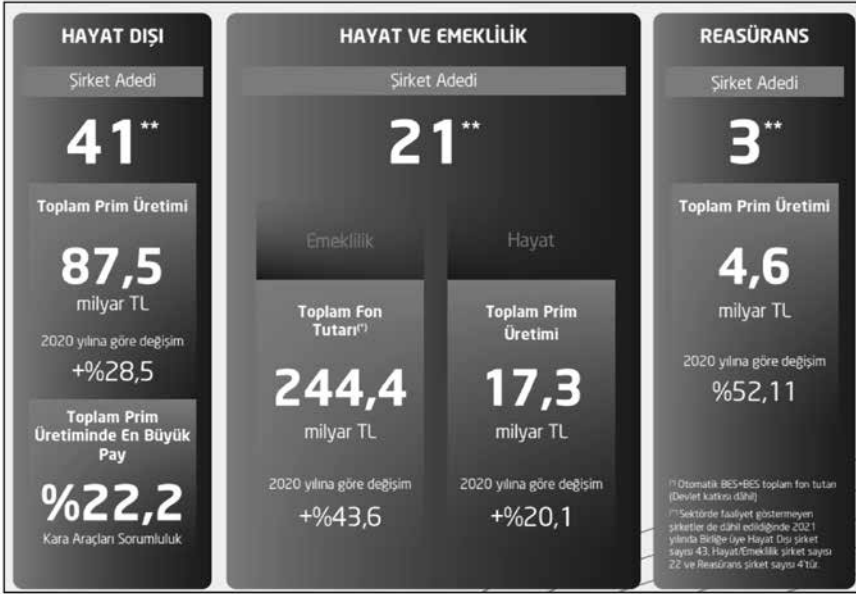 HAYAT DIŞI
Şirket Adedi
41**
Toplam Prim Üretimi
87,5
milyar TL
2020 yılına göre değişim
+%28,5
Toplam Prim
Üretiminde En Büyük
Pay
%22,2
Kara Araçları Sorumluluk
HAYAT VE EMEKLİLİK
Şirket Adedi
21**
Emeklilik
Toplam Fon
Tutarı(*)
244,4
milyar TL
2020 yılına göre değişim
+%43,6
Hayat
Toplam Prim
Üretimi
17,3
milyar TL
2020 yılına göre değişim
+%20,1
REASÜRANS
Şirket Adedi
3**
Toplam Prim Üretimi
4,6
milyar TL
2020 yılına göre değişim
%52,11
(*) Otomatik BES+BES toplam fon tutarı
(Devlet katkısı dâhil)
(**) Sektörde faaliyet göstermeyen
şirketler de dâhil edildiğinde 2021
yılında Birliğe üye Hayat Dışı şirket
sayısı 43, Hayat/Emeklilik şirket sayısı
22 ve Reasürans şirket sayısı 4'tür.